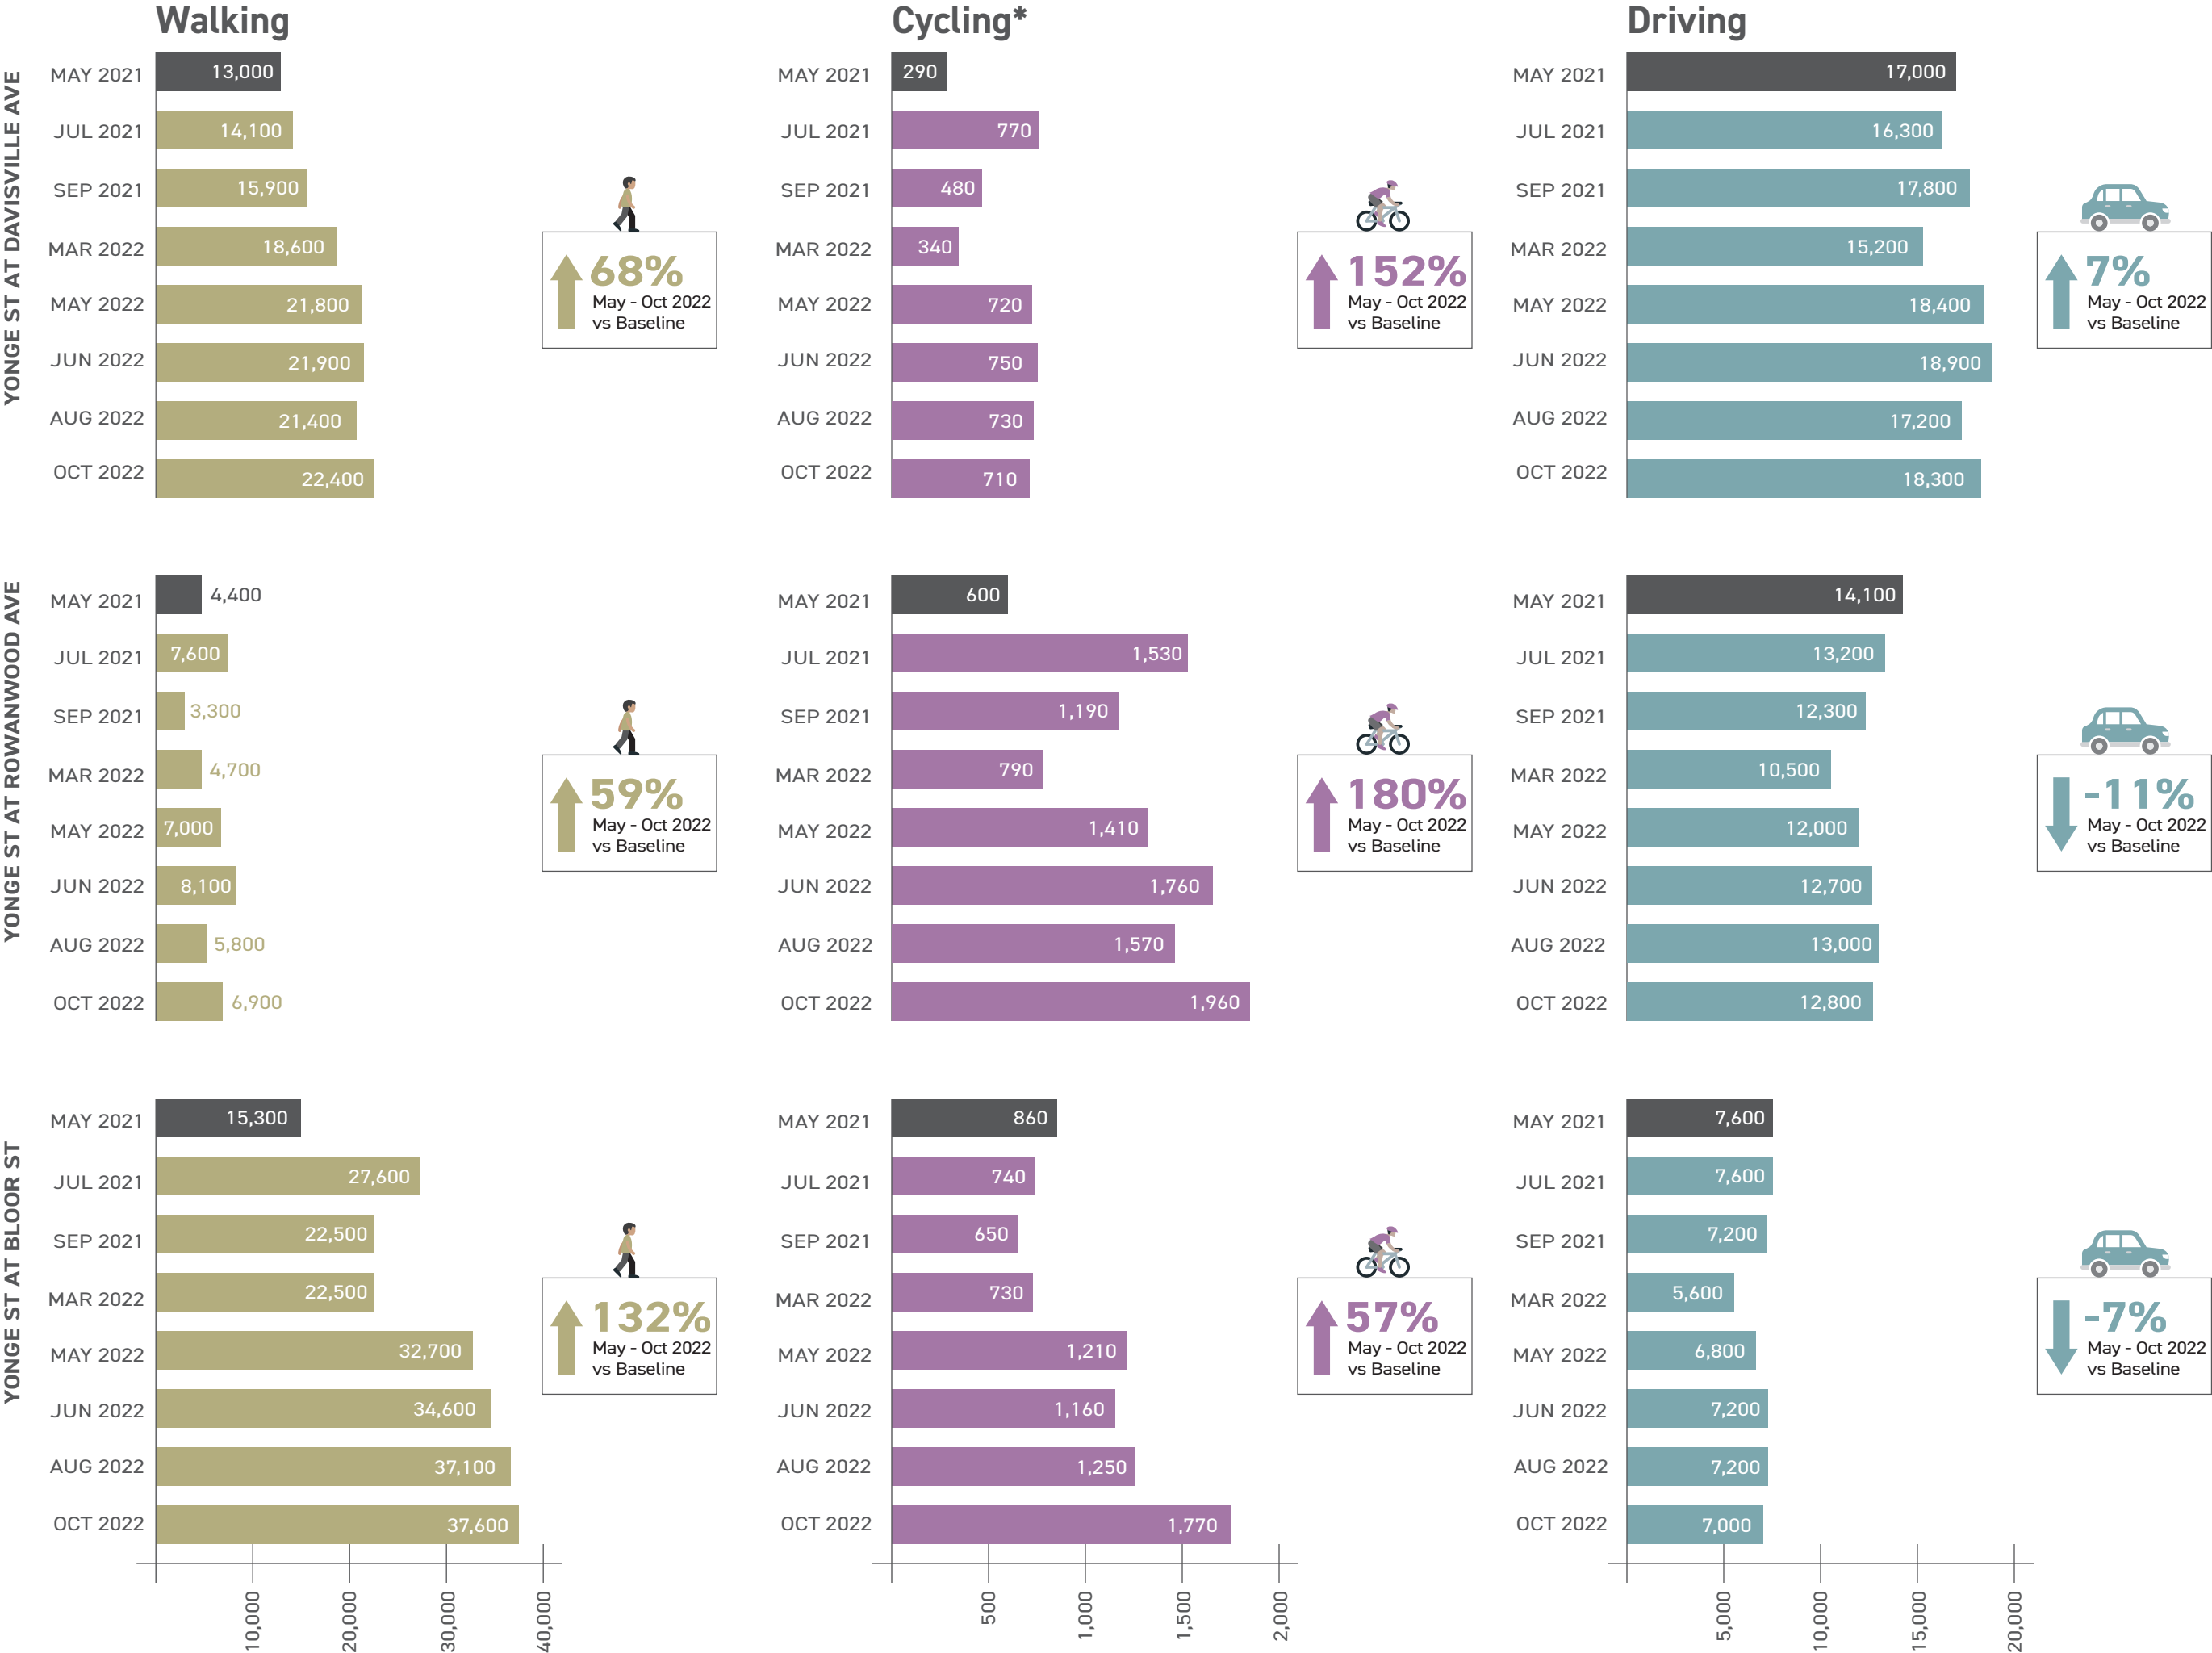 Walking
Cycling*
Driving
YONGE ST AT DAVISVILLE AVE
MAY 2021 13,000
JUL 2021 14,100
SEP 2021 15,900
MAR 2022 18,600
MAY 2022 21,800
JUN 2022 21,900
AUG 2022 21,400
OCT 2022 22,400
68%
May - Oct 2022
vs Baseline
MAY 2021 290
JUL 2021 770
SEP 2021 480
MAR 2022 340
MAY 2022 720
JUN 2022 750
AUG 2022 730
OCT 2022 710
152%
May - Oct 2022
vs Baseline
MAY 2021 17,000
JUL 2021 16,300
SEP 2021 17,800
MAR 2022 15,200
MAY 2022 18,400
JUN 2022 18,900
AUG 2022 17,200
OCT 2022 18,300
7%
May - Oct 2022
vs Baseline
YONGE ST AT ROWANWOOD AVE
MAY 2021 4,400
JUL 2021 7,600
SEP 2021 3,300
MAR 2022 4,700
MAY 2022 7,000
JUN 2022 8,100
AUG 2022 5,800
OCT 2022 6,900
59%
May - Oct 2022
vs Baseline
MAY 2021 600
JUL 2021 1,530
SEP 2021 1,190
MAR 2022 790
MAY 2022 1,410
JUN 2022 1,760
AUG 2022 1,570
OCT 2022 1,960
180%
May - Oct 2022
vs Baseline
MAY 2021 14,100
JUL 2021 13,200
SEP 2021 12,300
MAR 2022 10,500
MAY 2022 12,000
JUN 2022 12,700
AUG 2022 13,000
OCT 2022 12,800
-11%
May - Oct 2022
vs Baseline
YONGE ST AT BLOOR ST
MAY 2021 15,300
JUL 2021 27,600
SEP 2021 22,500
MAR 2022 22,500
MAY 2022 32,700
JUN 2022 34,600
AUG 2022 37,100
OCT 2022 37,600
132%
May - Oct 2022
vs Baseline
MAY 2021 860
JUL 2021 740
SEP 2021 650
MAR 2022 730
MAY 2022 1,210
JUN 2022 1,160
AUG 2022 1,250
OCT 2022 1,770
57%
May - Oct 2022
vs Baseline
MAY 2021 7,600
JUL 2021 7,600
SEP 2021 7,200
MAR 2022 5,600
MAY 2022 6,800
JUN 2022 7,200
AUG 2022 7,200
OCT 2022 7,000
-7%
May - Oct 2022
vs Baseline
10,000
20,000
30,000
40,000
500
1,000
1,500
2,000
5,000
10,000
15,000
20,000